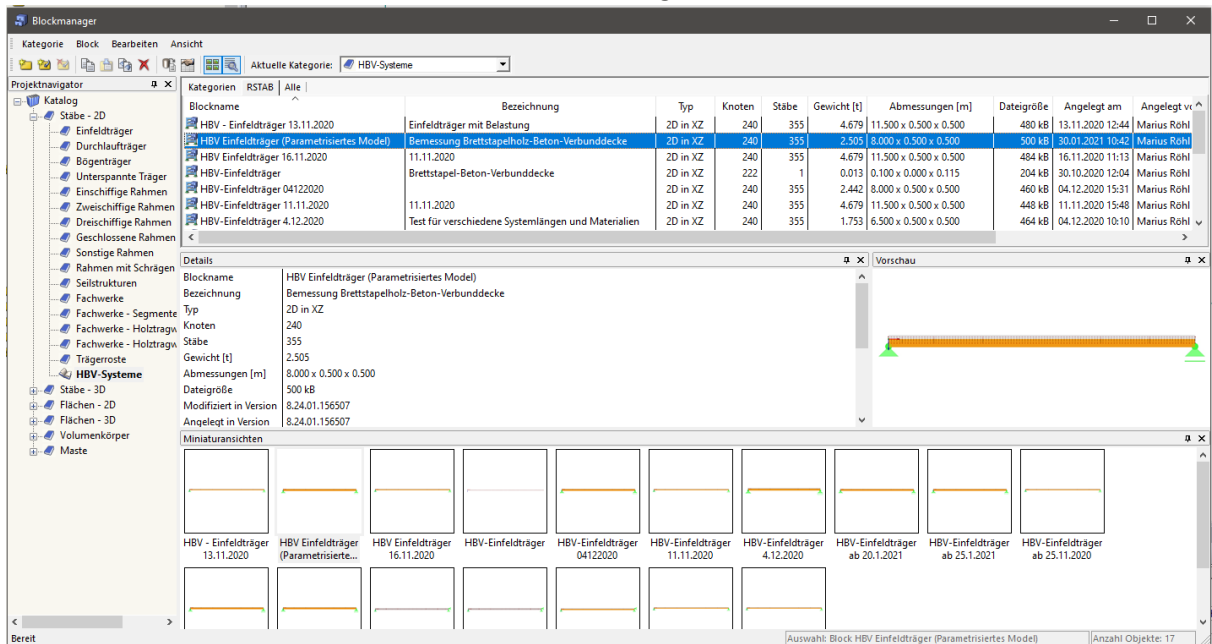 Blockmanager
Kategorie Block Bearbeiten Ansicht
Aktuelle Kategorie: HBV-Systeme
Projektnavigator
Katalog
Stäbe - 2D
Einfeldträger
Durchlaufträger
Bögenträger
Unterspannte Träger
Einschiffige Rahmen
Zweischiffige Rahmen
Dreischiffige Rahmen
Geschlossene Rahmen
Sonstige Rahmen
Rahmen mit Schrägen
Seilstrukturen
Fachwerke
Fachwerke - Segmente
Fachwerke - Holztragw
Fachwerke - Holztragw
Trägerroste
HBV-Systeme
Stäbe - 3D
Flächen - 2D
Flächen - 3D
Volumenkörper
Maste
Kategorien RSTAB Alle
Blockname Bezeichnung Typ Knoten Stäbe Gewicht [t] Abmessungen [m] Dateigröße Angelegt am Angelegt vo
HBV - Einfeldträger 13.11.2020 Einfeldträger mit Belastung 2D in XZ 240 355 4.679 11.500 x 0.500 x 0.500 480 kB 13.11.2020 12:44 Marius Röhl
HBV Einfeldträger (Parametrisiertes Model) Bemessung Brettstapelholz-Beton-Verbunddecke 2D in XZ 240 355 2.505 8.000 x 0.500 x 0.500 500 kB 30.01.2021 10:42 Marius Röhl
HBV Einfeldträger 16.11.2020 11.11.2020 2D in XZ 240 355 4.679 11.500 x 0.500 x 0.500 484 kB 16.11.2020 11:13 Marius Röhl
HBV-Einfeldträger Brettstapel-Beton-Verbunddecke 2D in XZ 222 1 0.013 0.100 x 0.000 x 0.115 204 kB 30.10.2020 12:04 Marius Röhl
HBV-Einfeldträger 04122020 2D in XZ 240 355 2.442 8.000 x 0.500 x 0.500 460 kB 04.12.2020 15:31 Marius Röhl
HBV-Einfeldträger 11.11.2020 11.11.2020 2D in XZ 240 355 4.679 11.500 x 0.500 x 0.500 448 kB 11.11.2020 15:48 Marius Röhl
HBV-Einfeldträger 4.12.2020 Test für verschiedene Systemlängen und Materialien 2D in XZ 240 355 1.753 6.500 x 0.500 x 0.500 464 kB 04.12.2020 10:10 Marius Röhl
Details
Blockname HBV Einfeldträger (Parametrisiertes Model)
Bezeichnung Bemessung Brettstapelholz-Beton-Verbunddecke
Typ 2D in XZ
Knoten 240
Stäbe 355
Gewicht [t] 2.505
Abmessungen [m] 8.000 x 0.500 x 0.500
Dateigröße 500 kB
Modifiziert in Version 8.24.01.156507
Angelegt in Version 8.24.01.156507
Vorschau
Miniaturansichten
HBV - Einfeldträger HBV Einfeldträger HBV Einfeldträger HBV-Einfeldträger HBV-Einfeldträger HBV-Einfeldträger HBV-Einfeldträger HBV-Einfeldträger HBV-Einfeldträger HBV-Einfeldträger
13.11.2020 (Parametrisierte... 16.11.2020 04122020 11.11.2020 4.12.2020 ab 20.1.2021 ab 25.1.2021 ab 25.11.2020
Bereit
Auswahl: Block HBV Einfeldträger (Parametrisiertes Model) Anzahl Objekte: 17